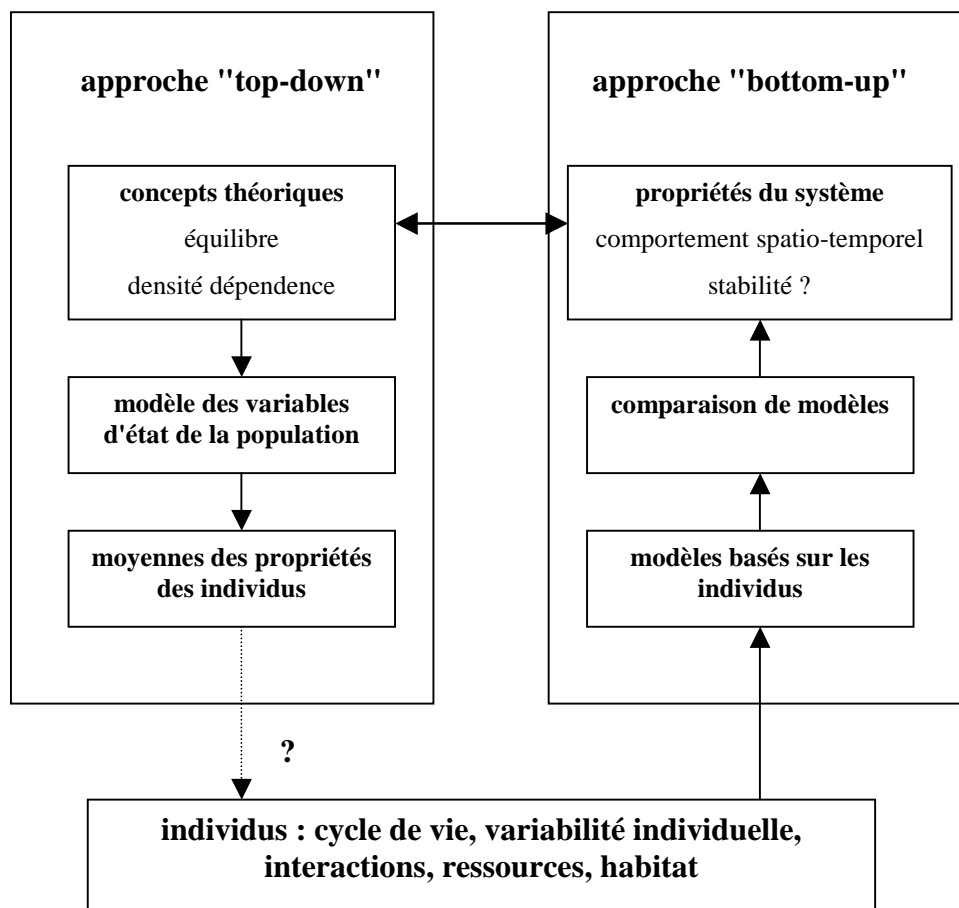 approche "top-down"
concepts théoriques
équilibre
densité dépendence
modèle des variables
d'état de la population
moyennes des propriétés
des individus
?
approche "bottom-up"
propriétés du système
comportement spatio-temporel
stabilité ?
comparaison de modèles
modèles basés sur les
individus
individus : cycle de vie, variabilité individuelle,
interactions, ressources, habitat